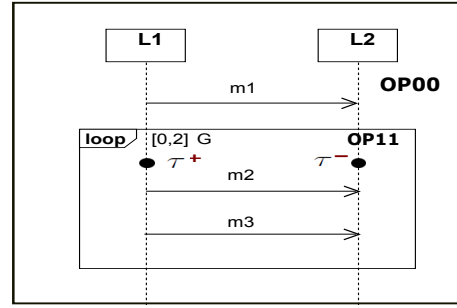 L1 L2
m1 OP00
loop [0,2] G OP11
τ+ τ−
m2
m3